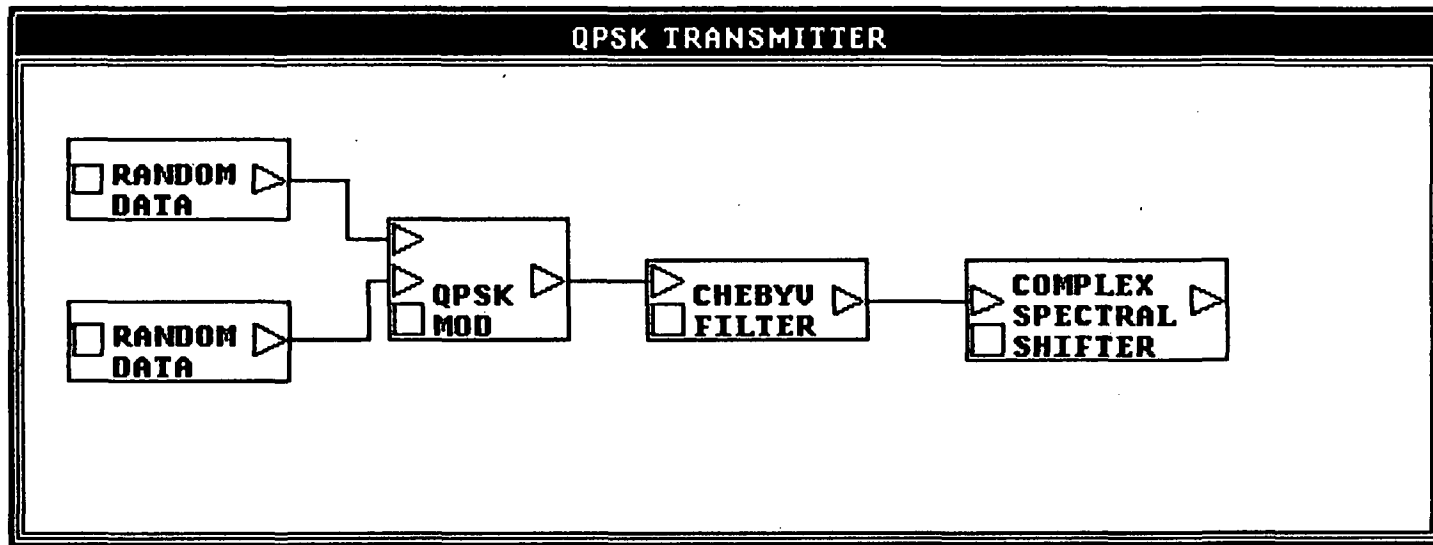 QPSK TRANSMITTER
RANDOM
DATA
RANDOM
DATA
QPSK
MOD
CHEBYV
FILTER
COMPLEX
SPECTRAL
SHIFTER